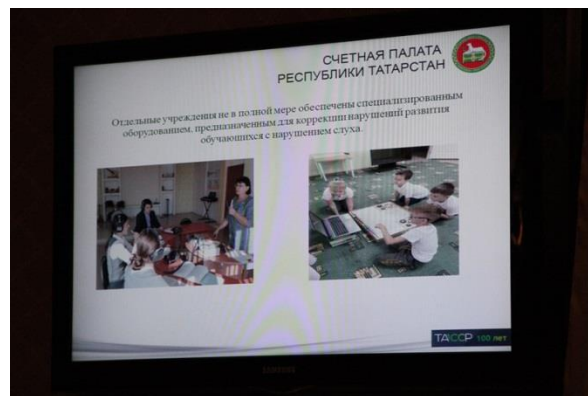 СЧЕТНАЯ ПАЛАТА
РЕСПУБЛИКИ ТАТАРСТАН
Отдельные учреждения не в полной мере обеспечены специализированным
оборудованием, предназначенным для коррекции нарушений развития
обучающихся с нарушением слуха.
ТАССР 100 лет
SAMSUNG